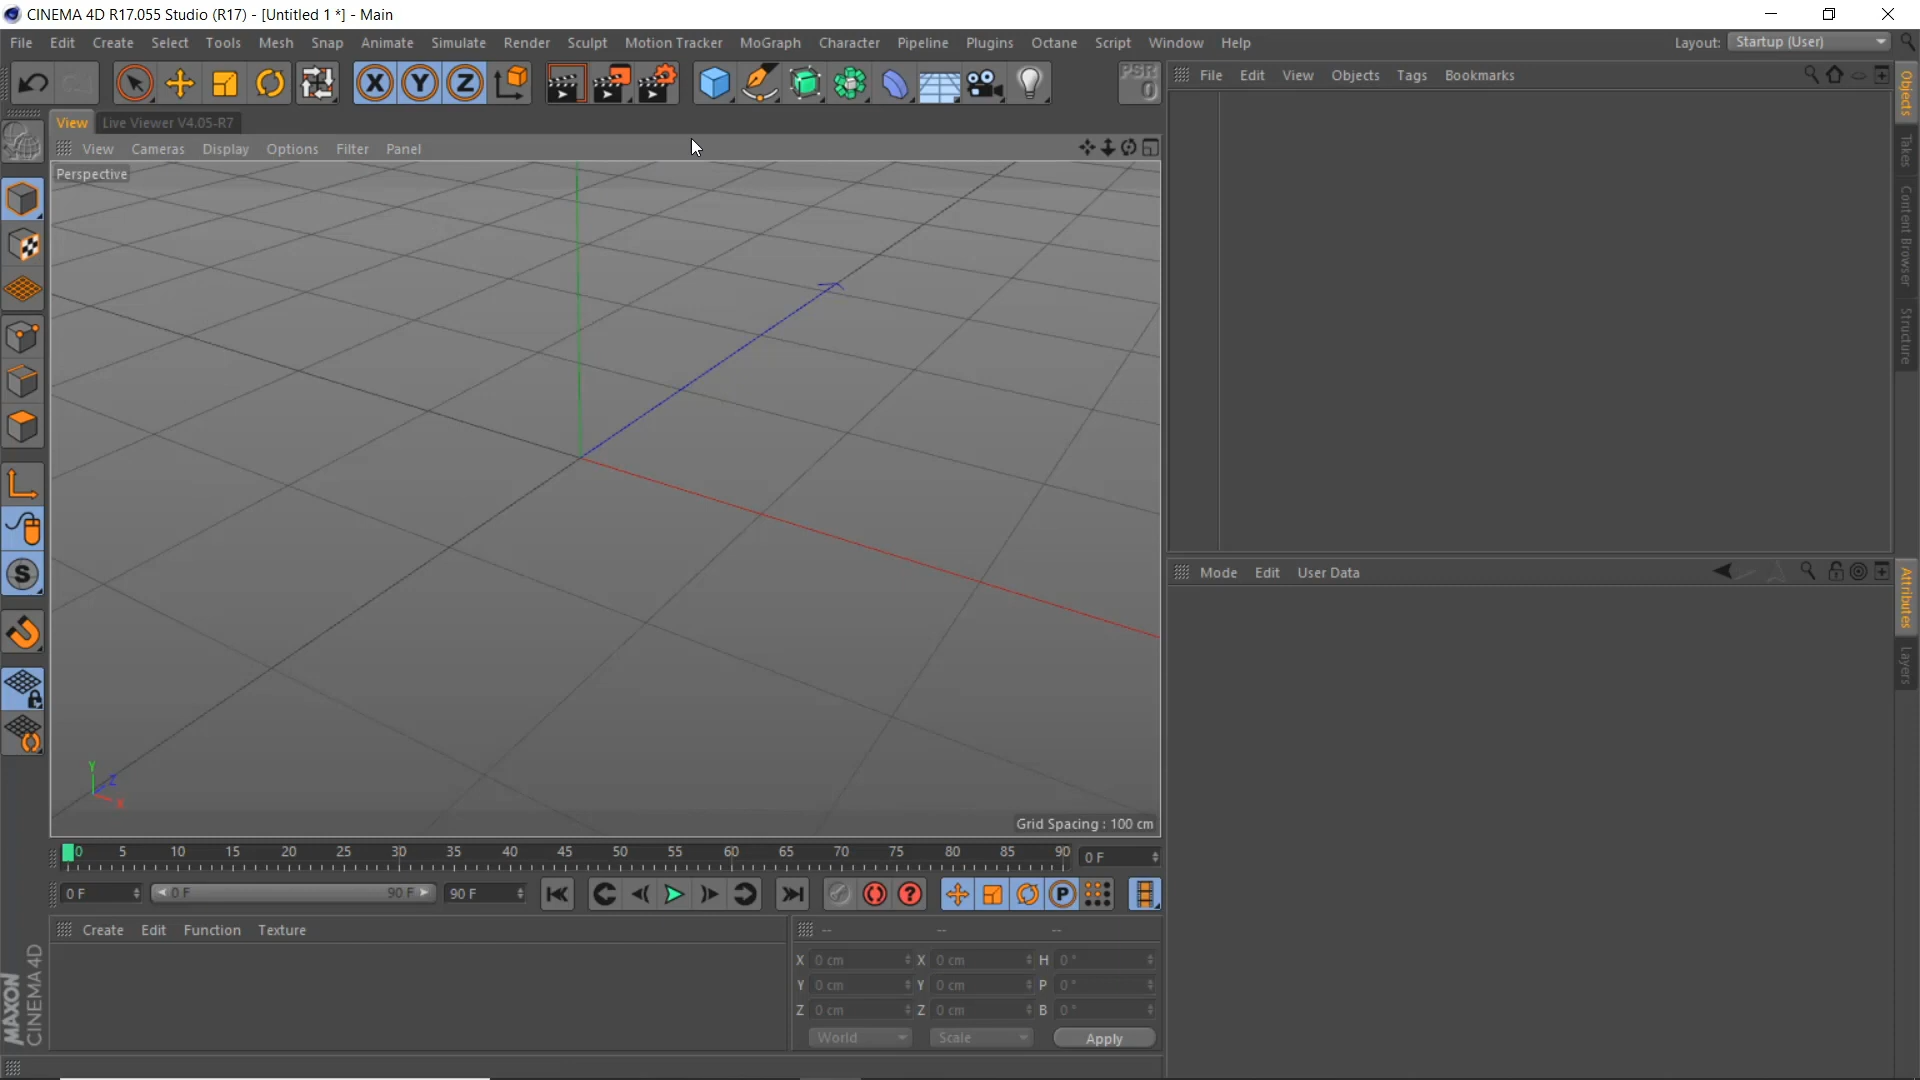 CINEMA 4D R17.055 Studio (R17) - [Untitled 1 *] - Main
File Edit Create Select Tools Mesh Snap Animate Simulate Render Sculpt Motion Tracker MoGraph Character Pipeline Plugins Octane Script Window Help Layout: Startup (User)
X Y Z PSR 0
File Edit View Objects Tags Bookmarks
View Live Viewer V4.05-R7
View Cameras Display Options Filter Panel
Perspective
Objects
Takes
Content Browser
Structure
S
Mode Edit User Data
Attributes
Layers
Y
Z
X
Grid Spacing : 100 cm
0 5 10 15 20 25 30 35 40 45 50 55 60 65 70 75 80 85 90 0 F
0 F 0 F 90 F 90 F ? P
Create Edit Function Texture -- -- --
X 0 cm X 0 cm H 0 °
Y 0 cm Y 0 cm P 0 °
Z 0 cm Z 0 cm B 0 °
World Scale Apply
MAXON
CINEMA 4D